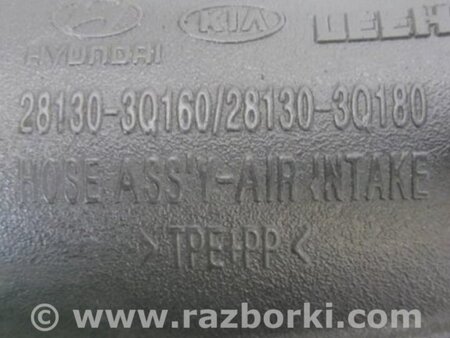 HYUNDAI KIA
28130-3Q160/28130-3Q180
HOSE ASS'Y-AIR INTAKE
>TPE+PP<
© www.razborki.com